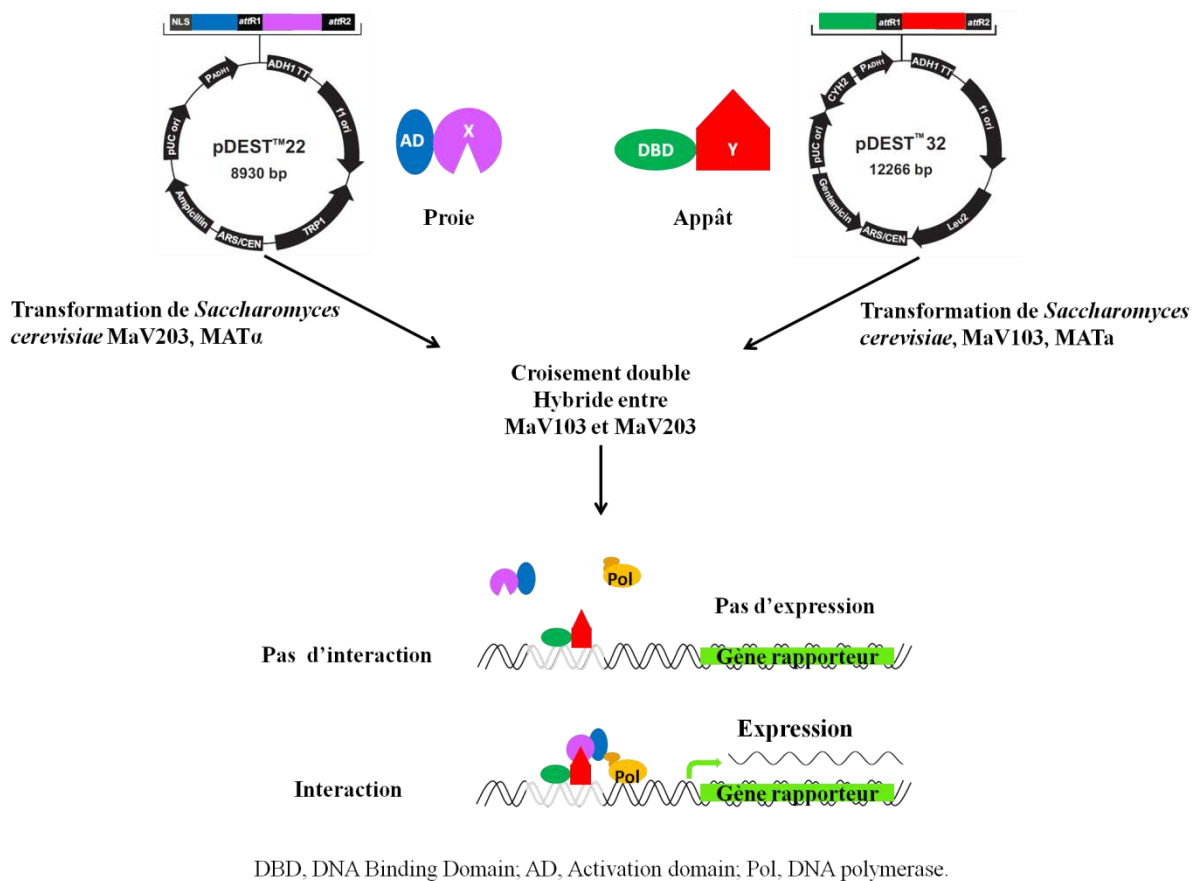 NLS attR1 attR2
attR1 attR2
PADH1
ADH1 TT
f1 ori
TRP1
ARS/CEN
Ampicillin
pUC ori
pDEST™22
8930 bp
AD
X
Proie
DBD
Y
Appât
CYH2
PADH1
ADH1 TT
f1 ori
Leu2
ARS/CEN
Gentamicin
pUC ori
pDEST™32
12266 bp
Transformation de Saccharomyces
cerevisiae MaV203, MATα
Transformation de Saccharomyces
cerevisiae, MaV103, MATa
Croisement double
Hybride entre
MaV103 et MaV203
Pol
Pas d’expression
Pas d’interaction
Gène rapporteur
Expression
Pol
Interaction
Gène rapporteur
DBD, DNA Binding Domain; AD, Activation domain; Pol, DNA polymerase.